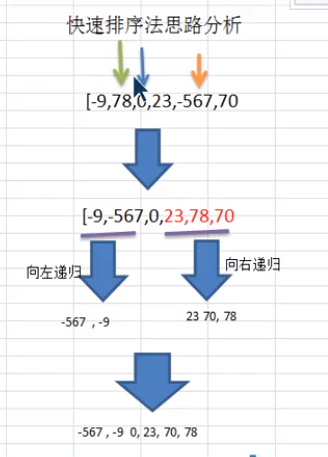 快速排序法思路分析
[-9,78,0,23,-567,70
[-9,-567,0,23,78,70
向左递归
向右递归
-567 , -9
23 70, 78
-567 , -9 0, 23, 70, 78